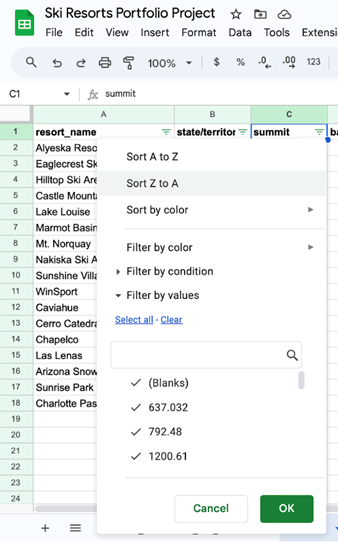 Ski Resorts Portfolio Project
File Edit View Insert Format Data Tools Extensi
100% $ % .0 .00 123
C1 fx summit
A B C
1 resort_name state/territor summit ba
2 Alyeska Reso
3 Eaglecrest Sk
4 Hilltop Ski Are
5 Castle Mounta
6 Lake Louise
7 Marmot Basin
8 Mt. Norquay
9 Nakiska Ski A
10 Sunshine Villa
11 WinSport
12 Caviahue
13 Cerro Catedra
14 Chapelco
15 Las Lenas
16 Arizona Snow
17 Sunrise Park
18 Charlotte Pas
19
20
21
22
23
24
Sort A to Z
Sort Z to A
Sort by color
Filter by color
Filter by condition
Filter by values
Select all - Clear
(Blanks)
637.032
792.48
1200.61
Cancel OK